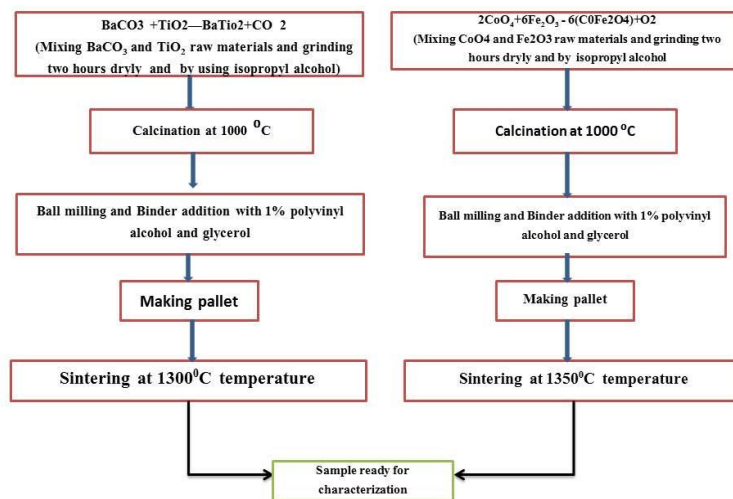 BaCO3 +TiO2—BaTio2+CO 2
(Mixing BaCO3 and TiO2 raw materials and grinding
two hours dryly and by using isopropyl alcohol)
Calcination at 1000 ⁰C
Ball milling and Binder addition with 1% polyvinyl
alcohol and glycerol
Making pallet
Sintering at 1300⁰C temperature
2CoO4+6Fe2O3 - 6(C0Fe2O4)+O2
(Mixing CoO4 and Fe2O3 raw materials and grinding two
hours dryly and by isopropyl alcohol
Calcination at 1000 ⁰C
Ball milling and Binder addition with 1% polyvinyl
alcohol and glycerol
Making pallet
Sintering at 1350⁰C temperature
Sample ready for
characterization